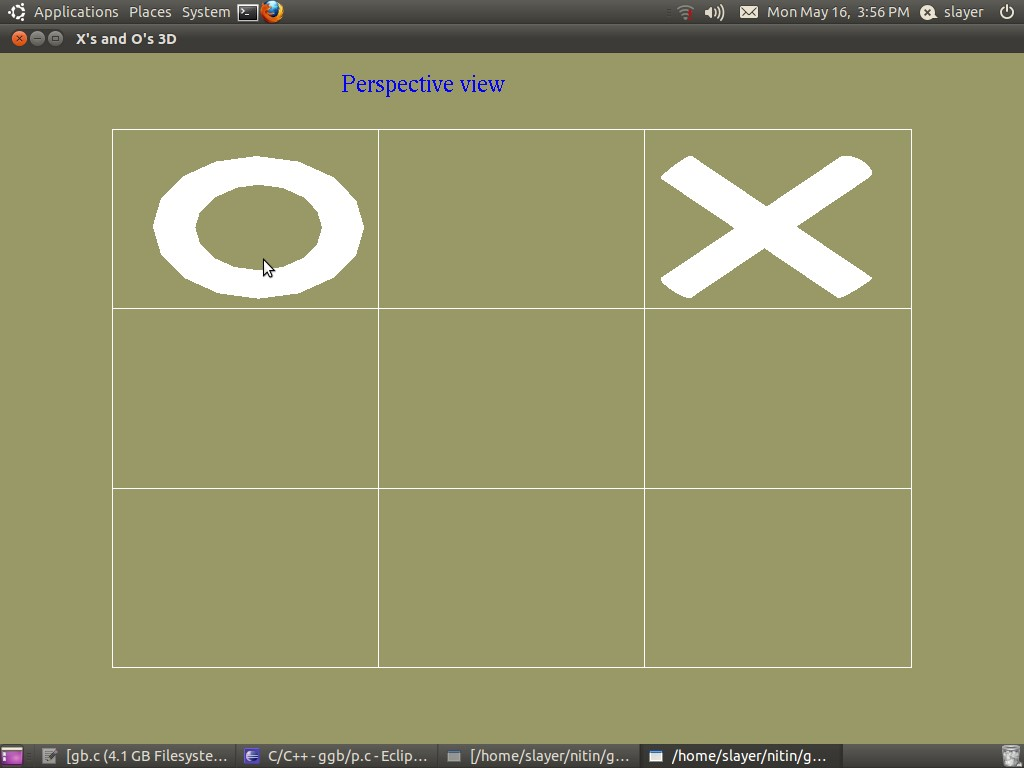 Applications Places System Mon May 16, 3:56 PM slayer
X's and O's 3D
Perspective view
O X
[gb.c (4.1 GB Filesyste... C/C++ - ggb/p.c - Eclip... [/home/slayer/nitin/g... /home/slayer/nitin/g...